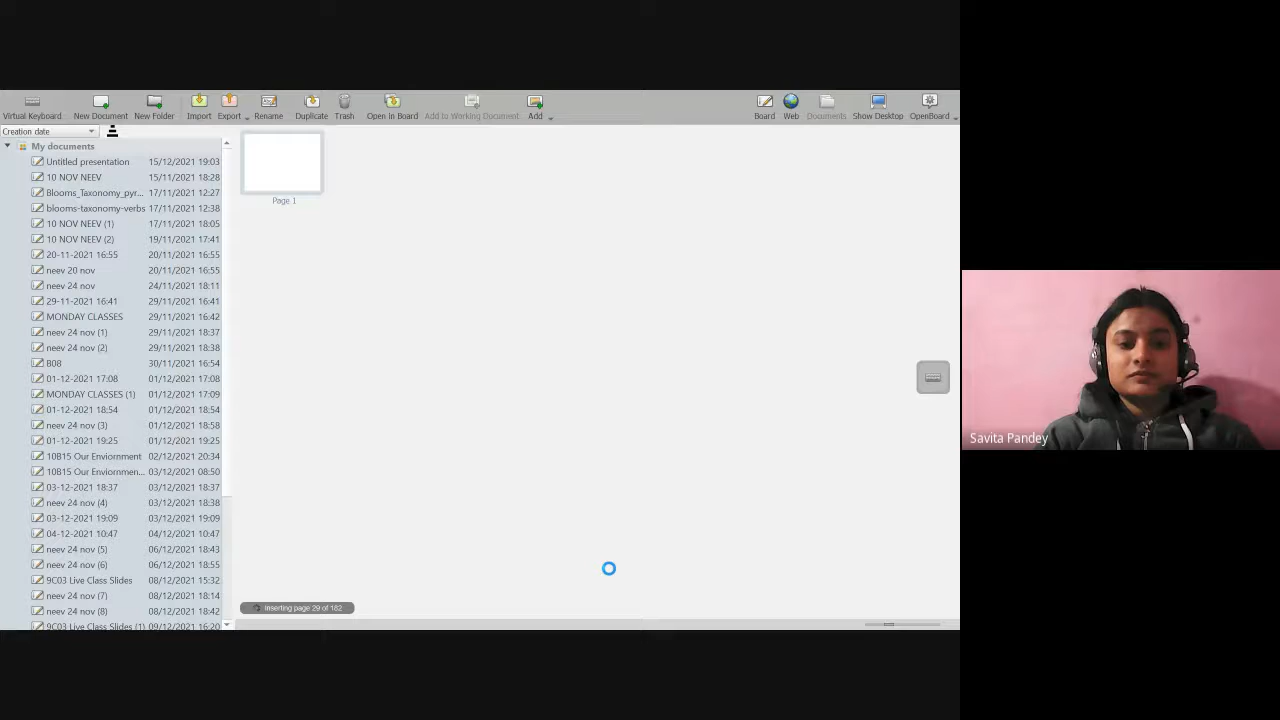 Virtual Keyboard New Document New Folder Import Export Rename Duplicate Trash Open in Board Add to Working Document Add Board Web Documents Show Desktop OpenBoard
Creation date
My documents
Untitled presentation 15/12/2021 19:03
10 NOV NEEV 15/11/2021 18:28
Blooms_Taxonomy_pyr... 17/11/2021 12:27
blooms-taxonomy-verbs 17/11/2021 12:38
10 NOV NEEV (1) 17/11/2021 18:05
10 NOV NEEV (2) 19/11/2021 17:41
20-11-2021 16:55 20/11/2021 16:55
neev 20 nov 20/11/2021 16:55
neev 24 nov 24/11/2021 18:11
29-11-2021 16:41 29/11/2021 16:41
MONDAY CLASSES 29/11/2021 16:42
neev 24 nov (1) 29/11/2021 18:37
neev 24 nov (2) 29/11/2021 18:38
B08 30/11/2021 16:54
01-12-2021 17:08 01/12/2021 17:08
MONDAY CLASSES (1) 01/12/2021 17:09
01-12-2021 18:54 01/12/2021 18:54
neev 24 nov (3) 01/12/2021 18:58
01-12-2021 19:25 01/12/2021 19:25
10B15 Our Enviornment 02/12/2021 20:34
10B15 Our Enviornmen... 03/12/2021 08:50
03-12-2021 18:37 03/12/2021 18:37
neev 24 nov (4) 03/12/2021 18:38
03-12-2021 19:09 03/12/2021 19:09
04-12-2021 10:47 04/12/2021 10:47
neev 24 nov (5) 06/12/2021 18:43
neev 24 nov (6) 06/12/2021 18:55
9C03 Live Class Slides 08/12/2021 15:32
neev 24 nov (7) 08/12/2021 18:14
neev 24 nov (8) 08/12/2021 18:42
9C03 Live Class Slides (1) 09/12/2021 16:20
Page 1
Inserting page 29 of 182
Savita Pandey